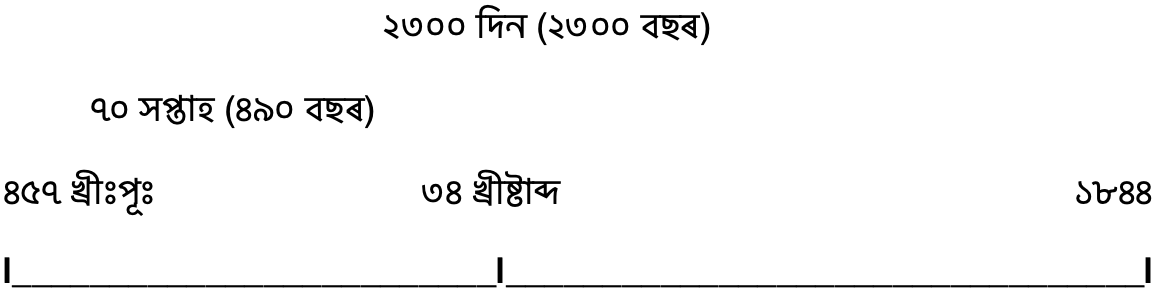 ২৩০০ দিন (২৩০০ বছৰ)
৭০ সপ্তাহ (৪৯০ বছৰ)
৪৫৭ খ্ৰীঃপূঃ ৩৪ খ্ৰীষ্টাব্দ ১৮৪৪